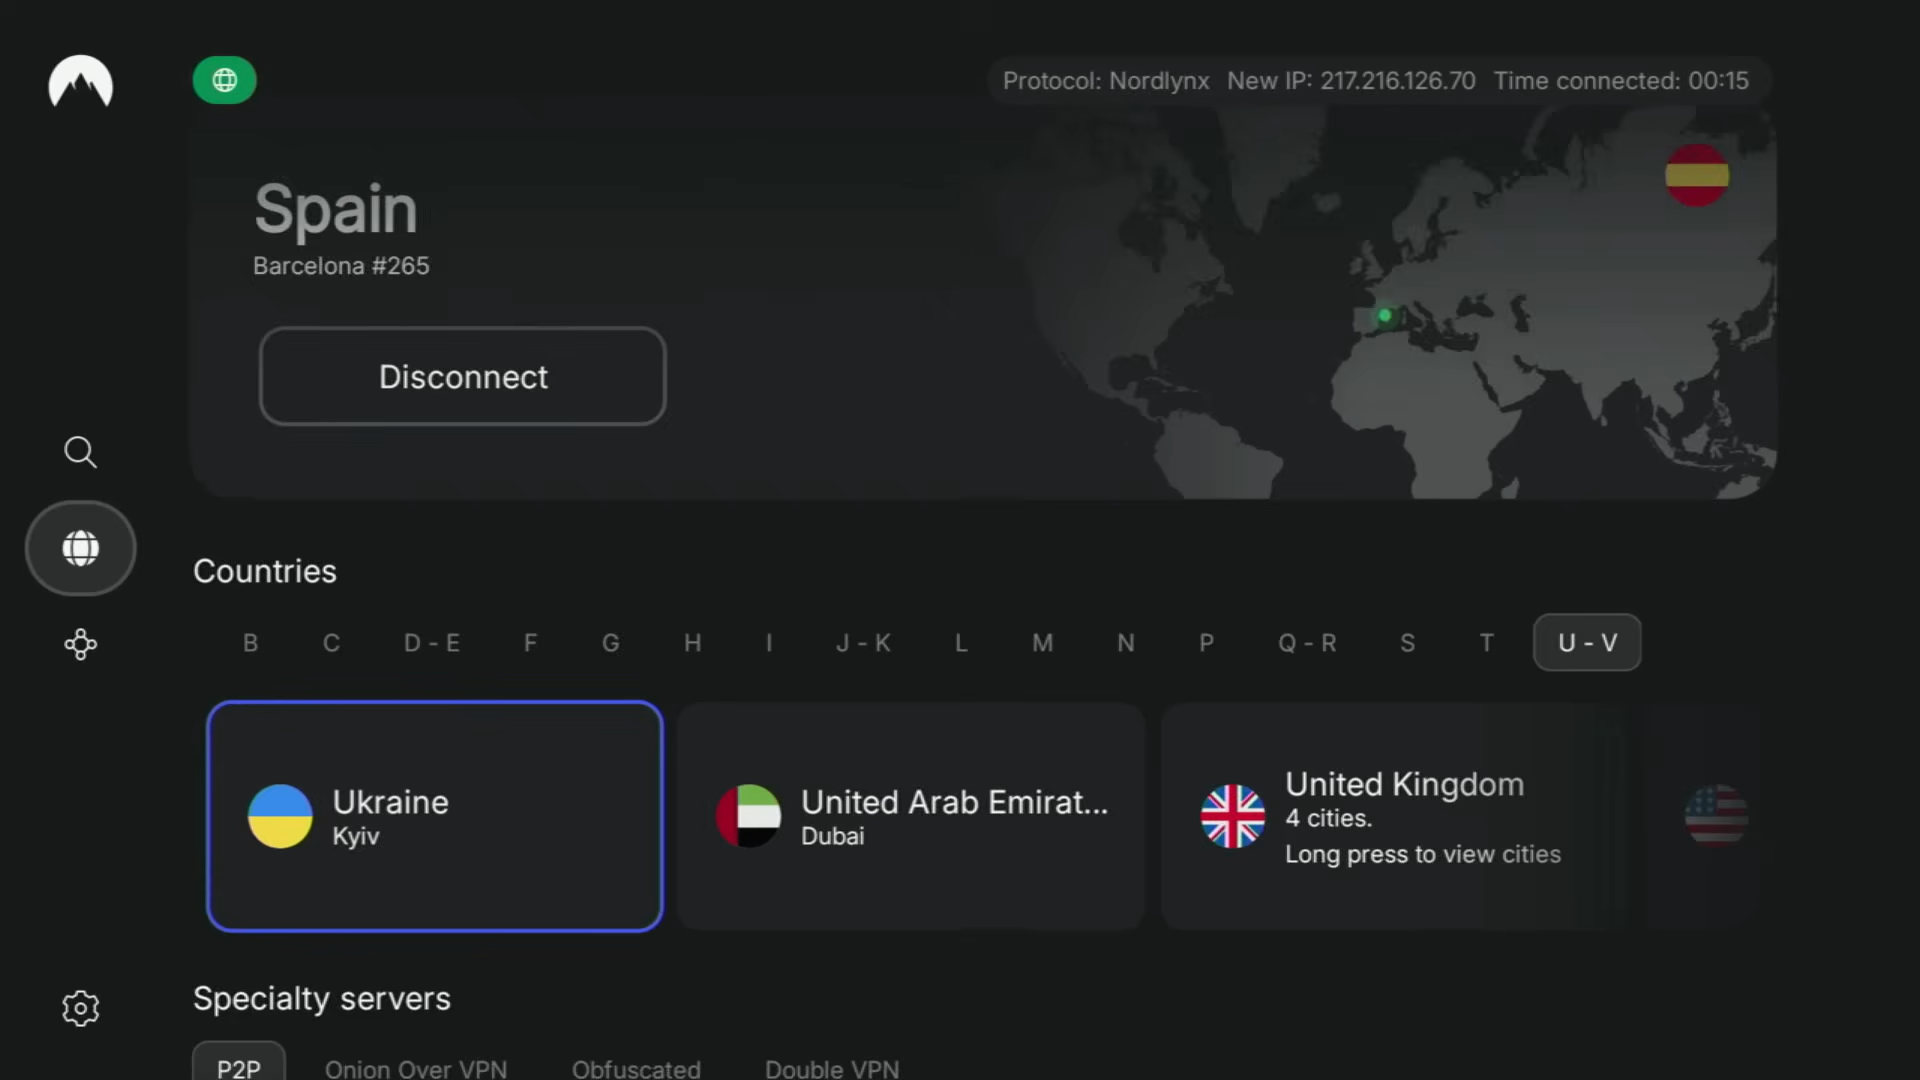 Protocol: Nordlynx New IP: 217.216.126.70 Time connected: 00:15
Spain
Barcelona #265
Disconnect
Countries
B C D - E F G H I J - K L M N P Q - R S T U - V
Ukraine
Kyiv
United Arab Emirat...
Dubai
United Kingdom
4 cities.
Long press to view cities
Specialty servers
P2P Onion Over VPN Obfuscated Double VPN